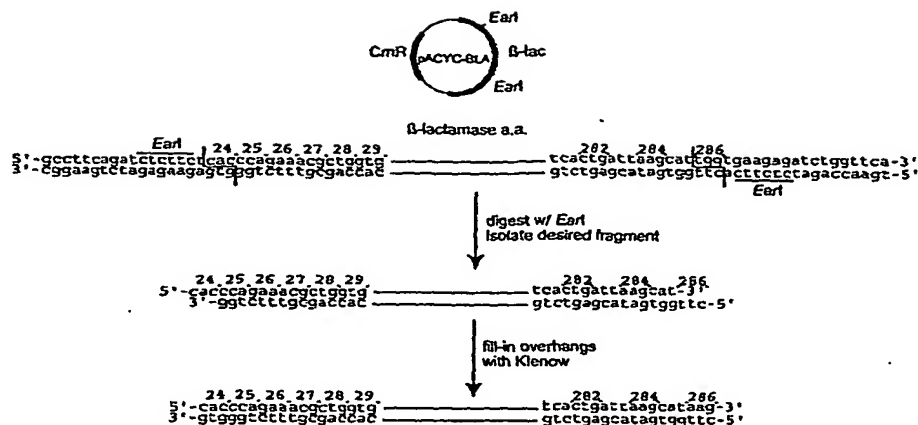 EarI
CmR pACYC-BLA ß-lac
EarI
ß-lactamase a.a.
EarI 24 25 26 27 28 29 282 284 286
5'-gccttcagatctcttctcacccagaaacgctggtg tcactgattaagcatctggtgaagagatctggttca-3'
3'-cggaagtctagagaagagtgggtctttgcgaccac gtctgagcatagtggttcacttctctagaccaagt-5'
EarI
digest w/ EarI
Isolate desired fragment
24 25 26 27 28 29 282 284 286
5'-cacccagaaacgctggtg tcactgattaagcat-3'
3'-ggtctttgcgaccac gtctgagcatagtggttc-5'
fill-in overhangs
with Klenow
24 25 26 27 28 29 282 284 286
5'-cacccagaaacgctggtg tcactgattaagcataag-3'
3'-gtgggtctttgcgaccac gtctgagcatagtggttc-5'